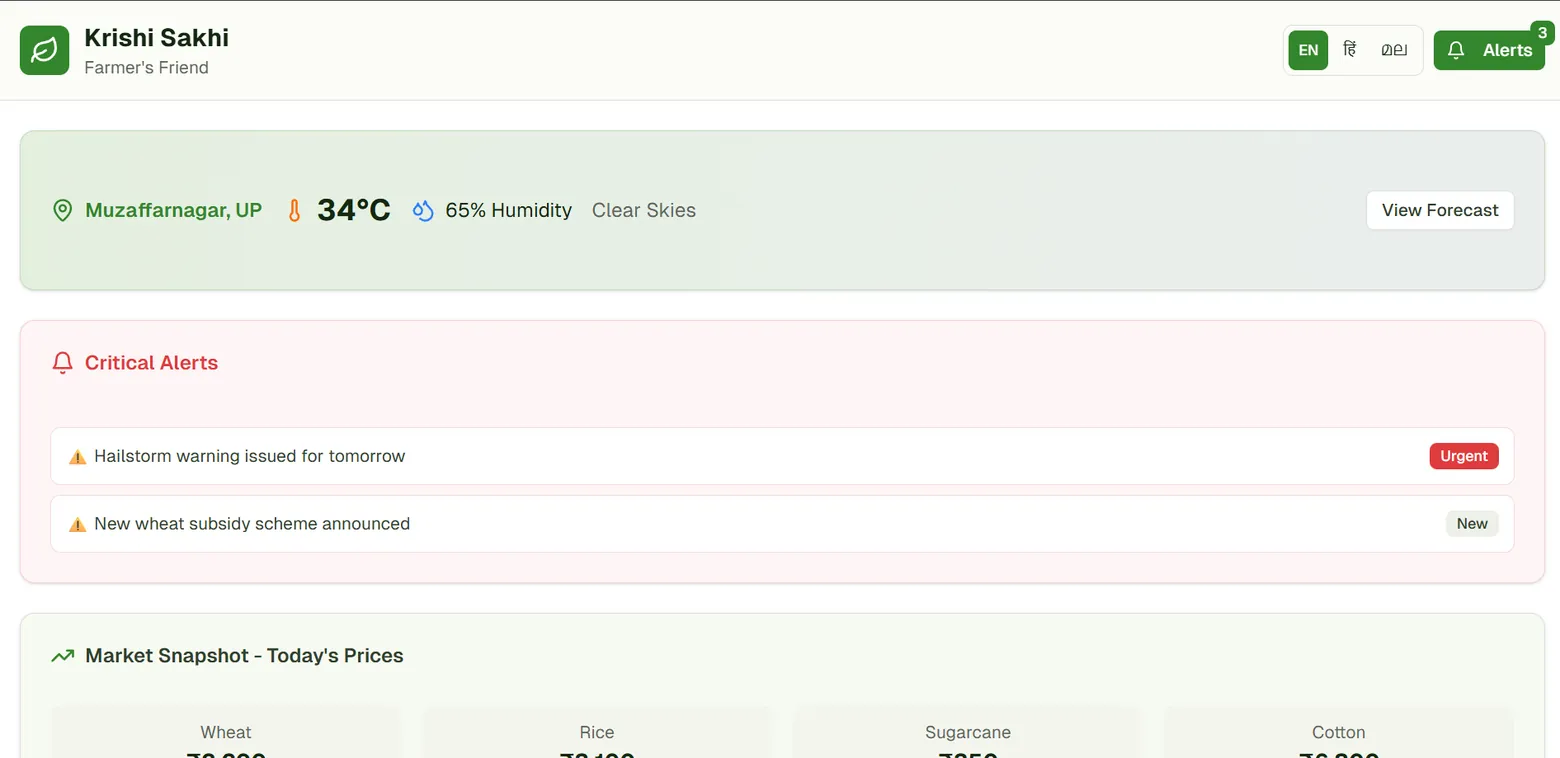 Krishi Sakhi
Farmer's Friend
EN हिं മല Alerts 3
Muzaffarnagar, UP 34°C 65% Humidity Clear Skies View Forecast
Critical Alerts
Hailstorm warning issued for tomorrow Urgent
New wheat subsidy scheme announced New
Market Snapshot - Today's Prices
Wheat Rice Sugarcane Cotton